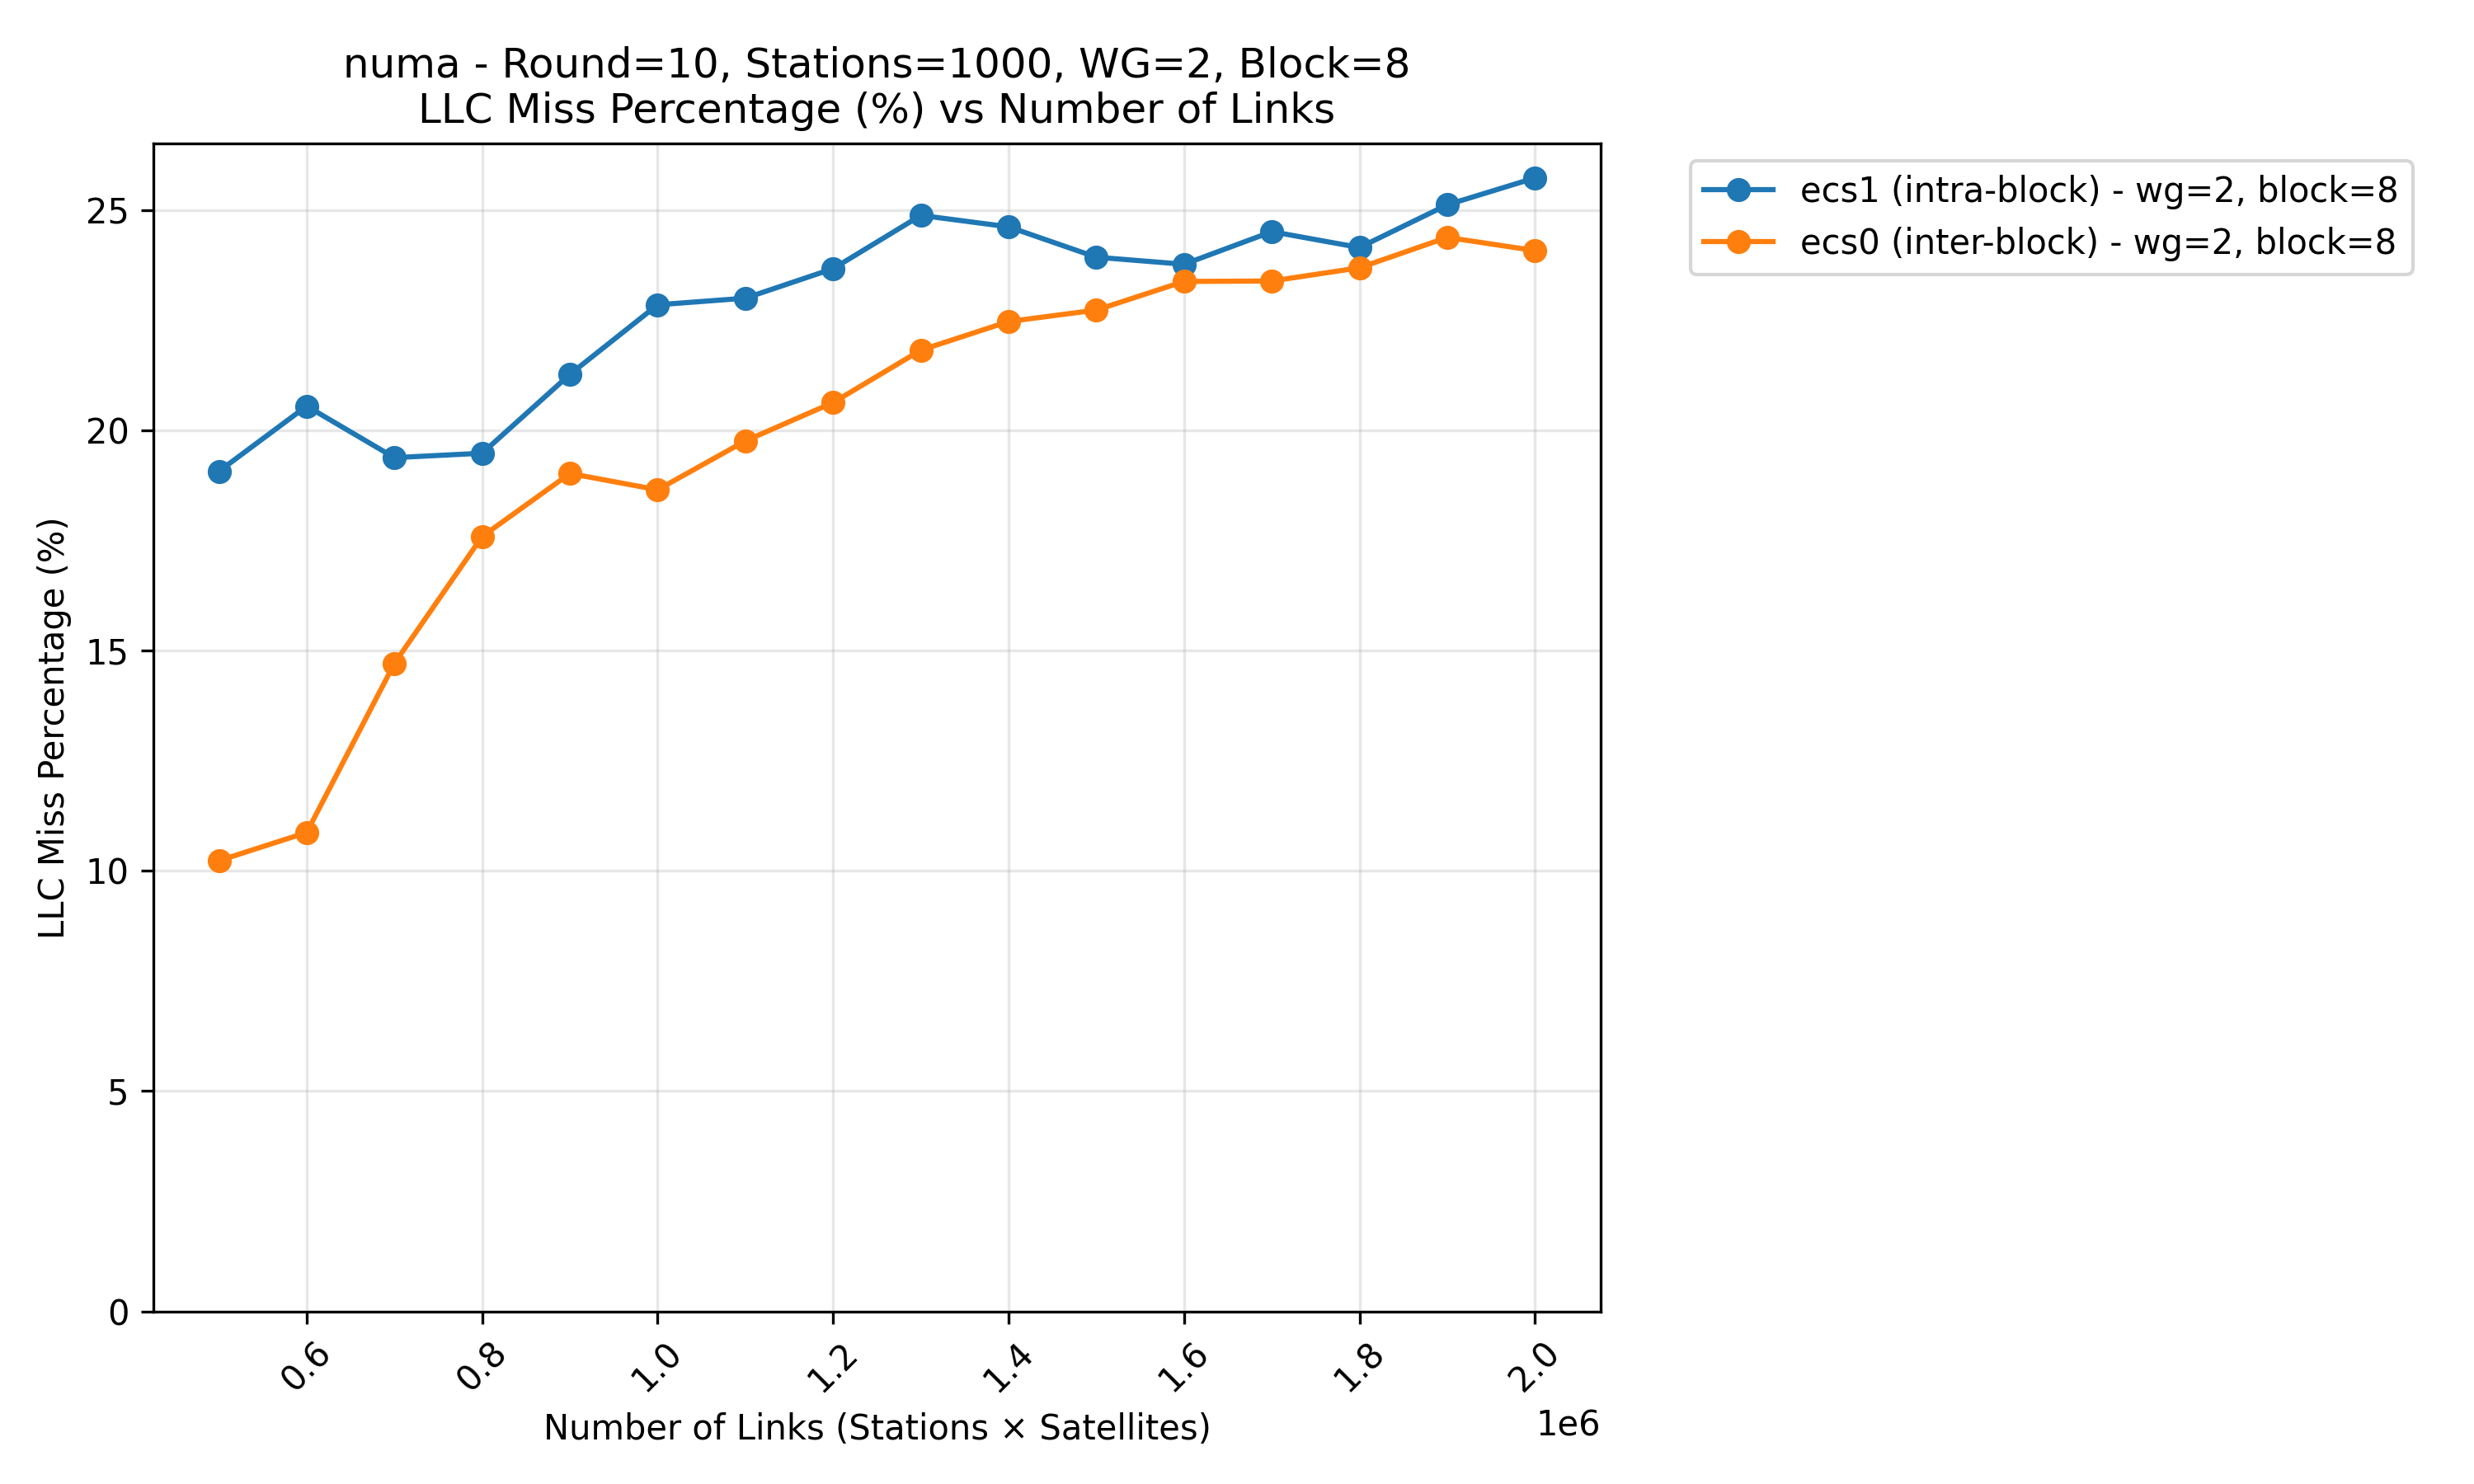 numa - Round=10, Stations=1000, WG=2, Block=8
LLC Miss Percentage (%) vs Number of Links
ecs1 (intra-block) - wg=2, block=8
ecs0 (inter-block) - wg=2, block=8
LLC Miss Percentage (%)
25
20
15
10
5
0
0.6
0.8
1.0
1.2
1.4
1.6
1.8
2.0
1e6
Number of Links (Stations × Satellites)